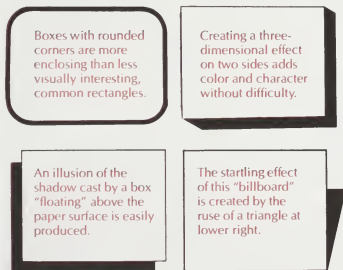 Boxes with rounded
corners are more
enclosing than less
visually interesting,
common rectangles.
Creating a three-
dimensional effect
on two sides adds
color and character
without difficulty.
An illusion of the
shadow cast by a box
"floating" above the
paper surface is easily
produced.
The startling effect
of this "billboard"
is created by the
ruse of a triangle at
lower right.